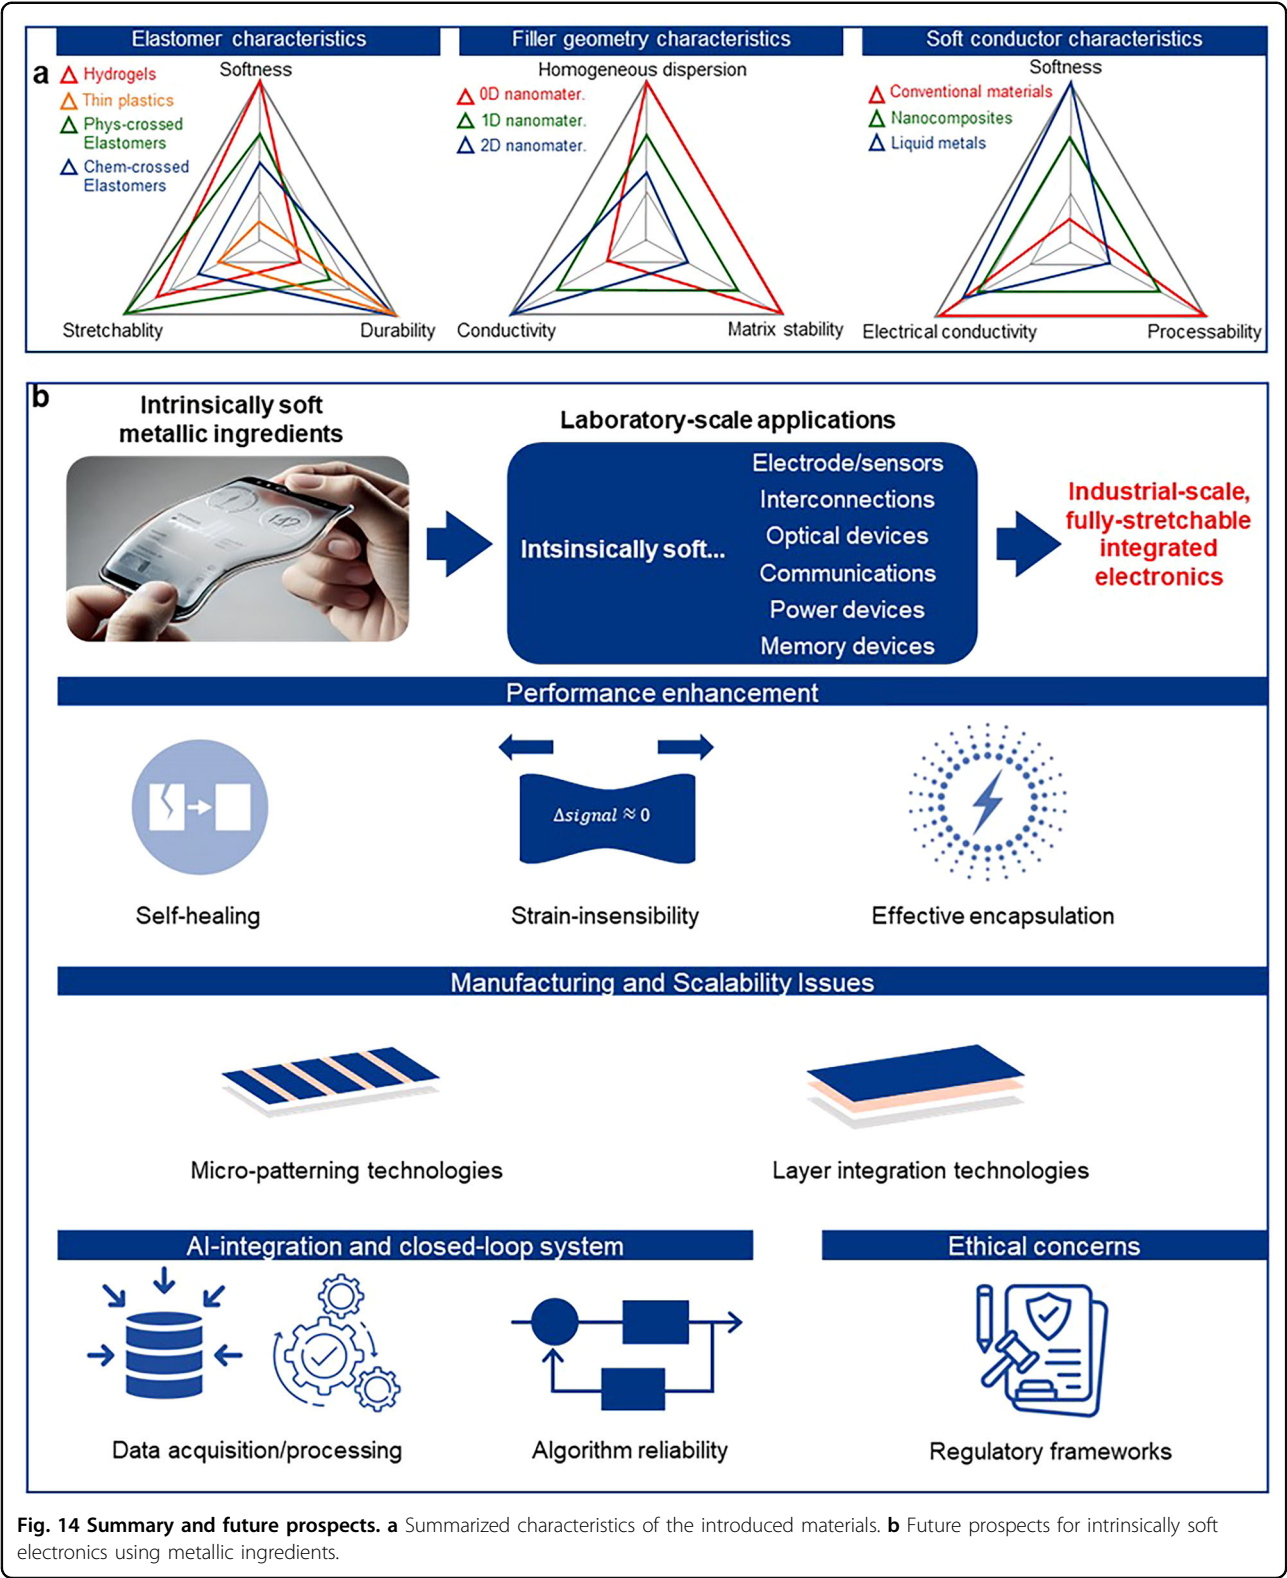 Elastomer characteristics
Filler geometry characteristics
Soft conductor characteristics
a
Hydrogels
Thin plastics
Phys-crossed
Elastomers
Chem-crossed
Elastomers
Softness
Stretchablity
Durability
0D nanomater.
1D nanomater.
2D nanomater.
Homogeneous dispersion
Conductivity
Matrix stability
Conventional materials
Nanocomposites
Liquid metals
Softness
Electrical conductivity
Processability
b
Intrinsically soft
metallic ingredients
Laboratory-scale applications
Intsinsically soft...
Electrode/sensors
Interconnections
Optical devices
Communications
Power devices
Memory devices
Industrial-scale,
fully-stretchable
integrated
electronics
Performance enhancement
Δsignal ≈ 0
Self-healing
Strain-insensibility
Effective encapsulation
Manufacturing and Scalability Issues
Micro-patterning technologies
Layer integration technologies
AI-integration and closed-loop system
Ethical concerns
Data acquisition/processing
Algorithm reliability
Regulatory frameworks
Fig. 14 Summary and future prospects. a Summarized characteristics of the introduced materials. b Future prospects for intrinsically soft
electronics using metallic ingredients.